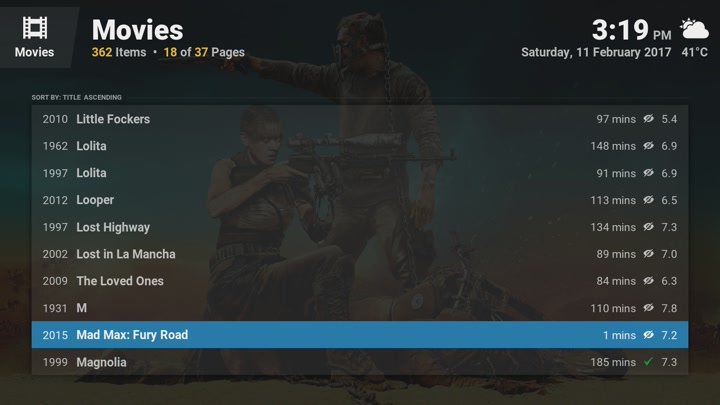 Movies
Movies
362 Items • 18 of 37 Pages
3:19 PM
Saturday, 11 February 2017 41°C
SORT BY: TITLE ASCENDING
2010 Little Fockers 97 mins 5.4
1962 Lolita 148 mins 6.9
1997 Lolita 91 mins 6.9
2012 Looper 113 mins 6.5
1997 Lost Highway 134 mins 7.3
2002 Lost in La Mancha 89 mins 7.0
2009 The Loved Ones 84 mins 6.3
1931 M 110 mins 7.8
2015 Mad Max: Fury Road 1 mins 7.2
1999 Magnolia 185 mins 7.3